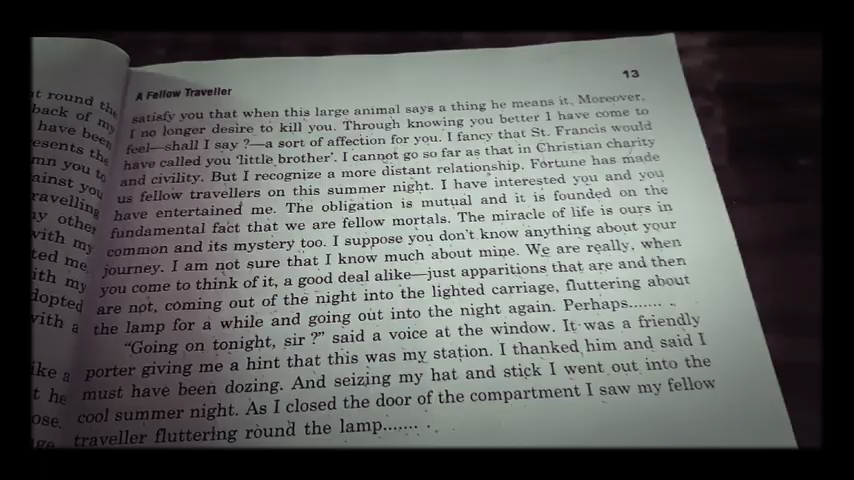 13
A Fellow Traveller
satisfy you that when this large animal says a thing he means it. Moreover,
I no longer desire to kill you. Through knowing you better I have come to
feel—shall I say ?—a sort of affection for you. I fancy that St. Francis would
have called you 'little brother'. I cannot go so far as that in Christian charity
and civility. But I recognize a more distant relationship. Fortune has made
us fellow travellers on this summer night. I have interested you and you
have entertained me. The obligation is mutual and it is founded on the
fundamental fact that we are fellow mortals. The miracle of life is ours in
common and its mystery too. I suppose you don't know anything about your
journey. I am not sure that I know much about mine. We are really, when
you come to think of it, a good deal alike—just apparitions that are and then
are not, coming out of the night into the lighted carriage, fluttering about
the lamp for a while and going out into the night again. Perhaps....... .
"Going on tonight, sir ?" said a voice at the window. It was a friendly
porter giving me a hint that this was my station. I thanked him and said I
must have been dozing. And seizing my hat and stick I went out into the
cool summer night. As I closed the door of the compartment I saw my fellow
traveller fluttering round the lamp....... .
t round the
back of my
have been
esents the
mn you to
ainst you
ravelling
ny other
with my
ted me
ith my
dopted
with a
ike a
t he
ose.
ge